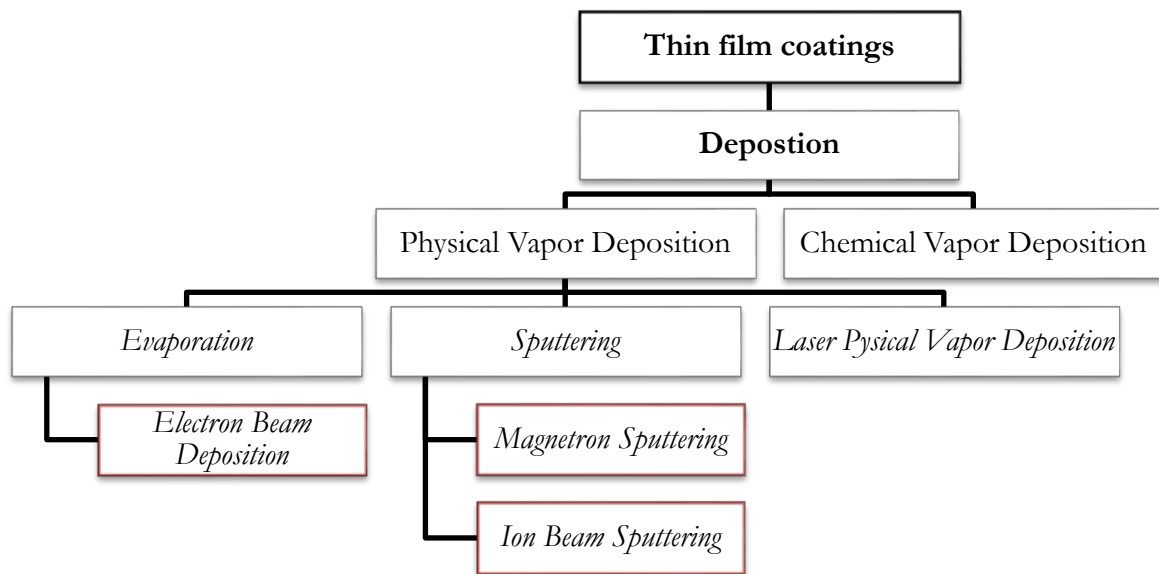 Thin film coatings
Depostion
Physical Vapor Deposition
Chemical Vapor Deposition
Evaporation
Sputtering
Laser Pysical Vapor Deposition
Electron Beam
Deposition
Magnetron Sputtering
Ion Beam Sputtering